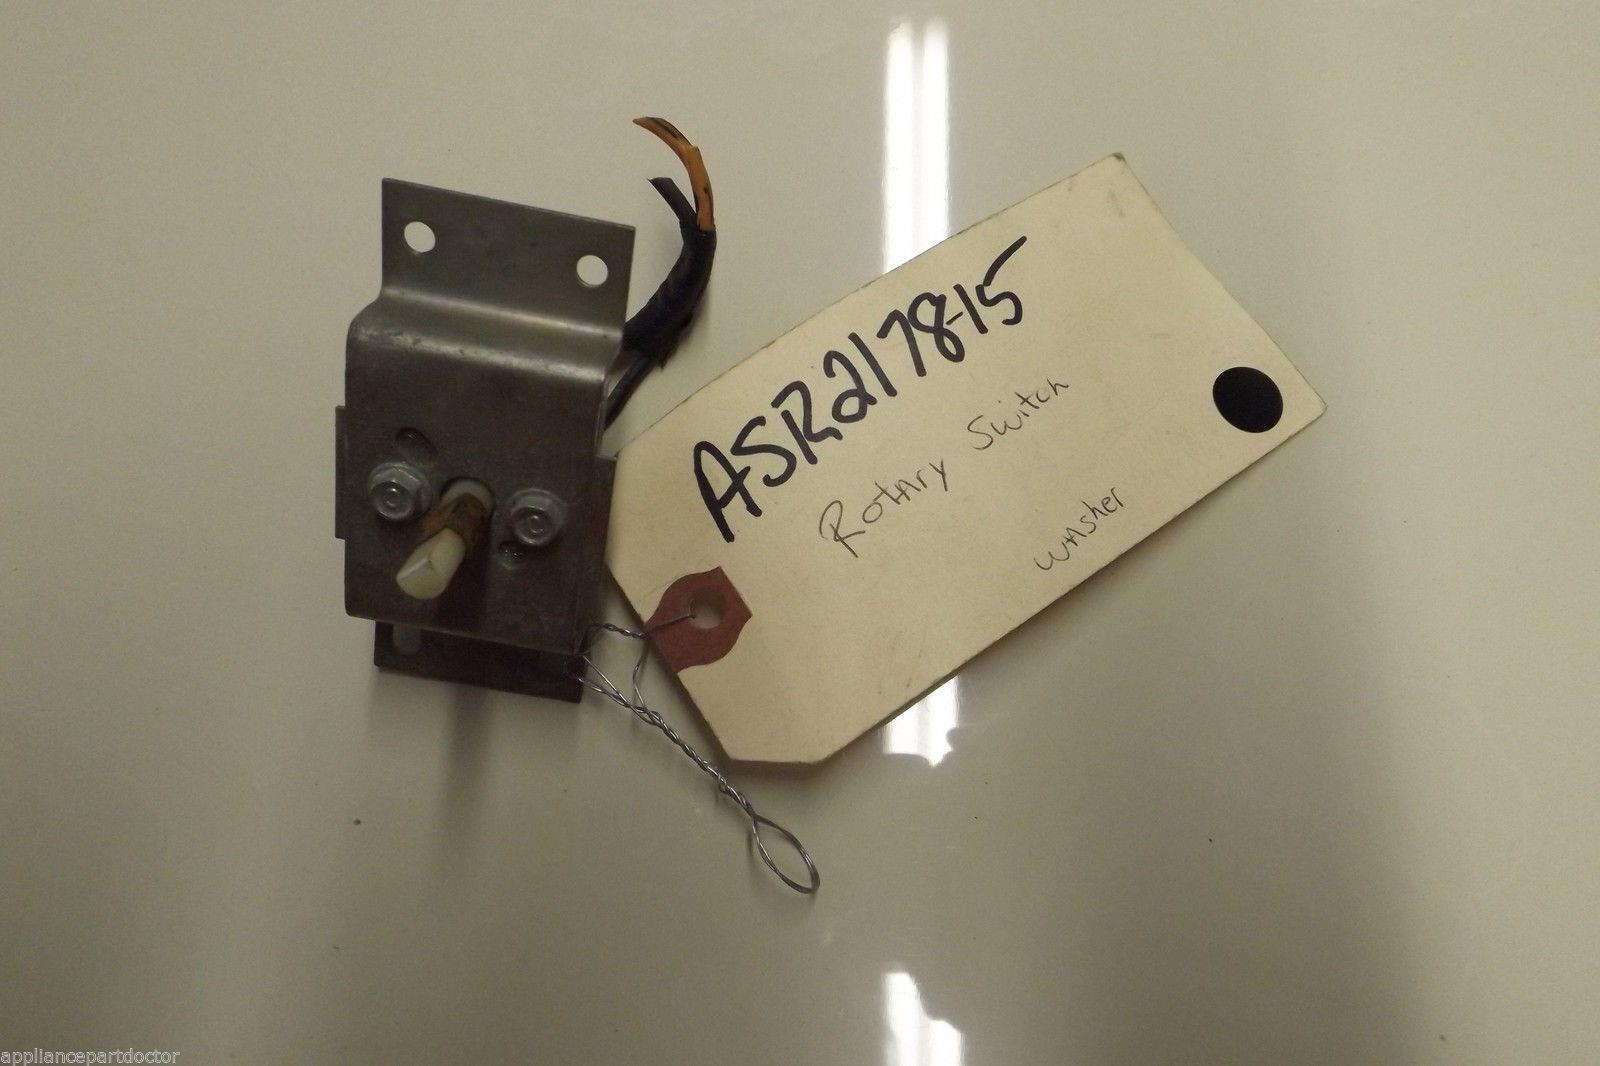 ASR2178-15
Rotary Switch
washer
appliancepartdoctor